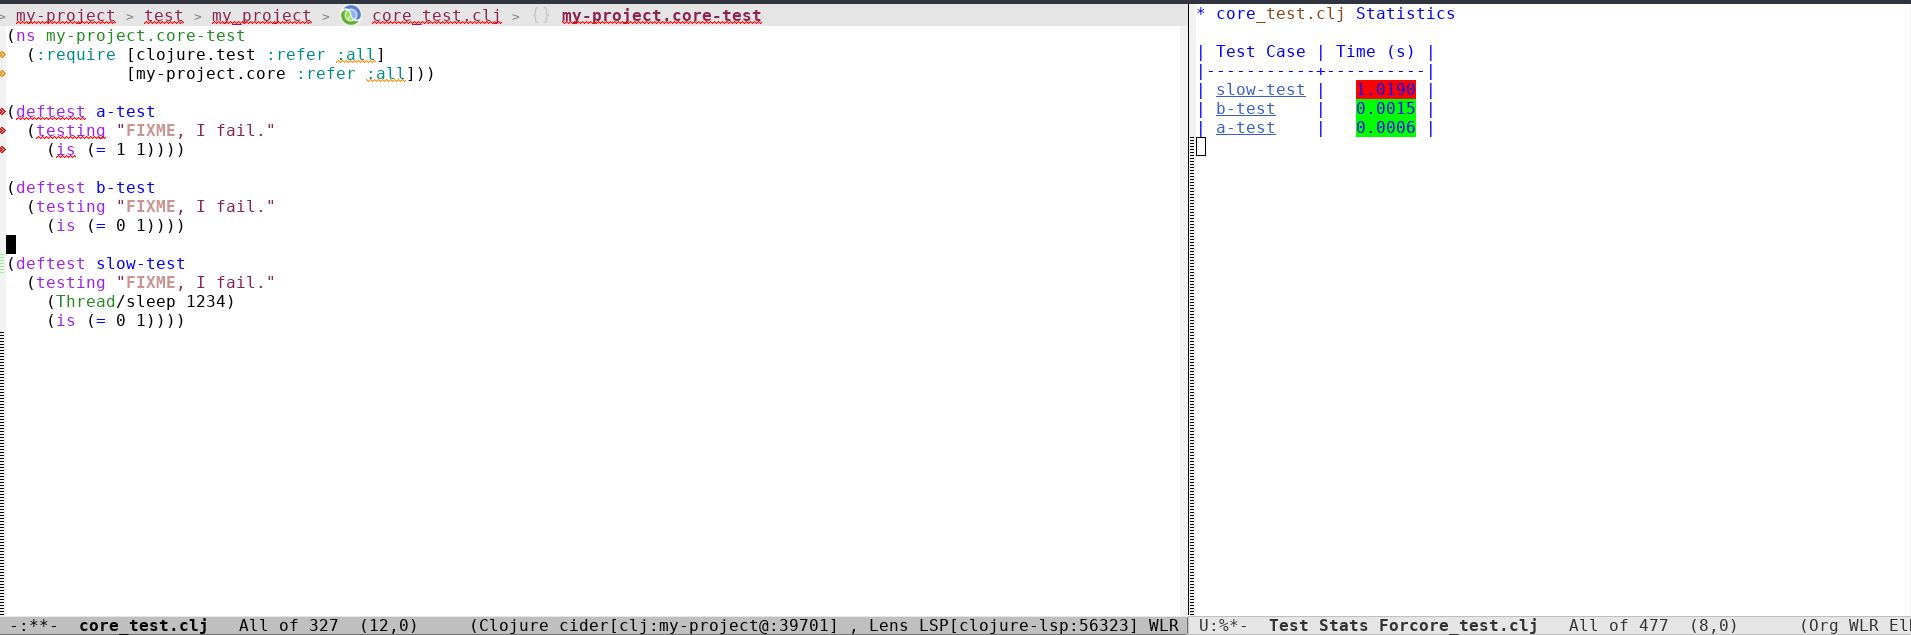 > my-project > test > my_project > core_test.clj > {} my-project.core-test
(ns my-project.core-test
  (:require [clojure.test :refer :all]
            [my-project.core :refer :all]))
(deftest a-test
  (testing "FIXME, I fail."
    (is (= 1 1))))
(deftest b-test
  (testing "FIXME, I fail."
    (is (= 0 1))))
(deftest slow-test
  (testing "FIXME, I fail."
    (Thread/sleep 1234)
    (is (= 0 1))))
-:**-  core_test.clj   All of 327  (12,0)     (Clojure cider[clj:my-project@:39701] , Lens LSP[clojure-lsp:56323] WLR
* core_test.clj Statistics
| Test Case | Time (s) |
|-----------+----------|
| slow-test |   1.0190 |
| b-test    |   0.0015 |
| a-test    |   0.0006 |
U:%*-  Test Stats Forcore_test.clj   All of 477  (8,0)      (Org WLR El